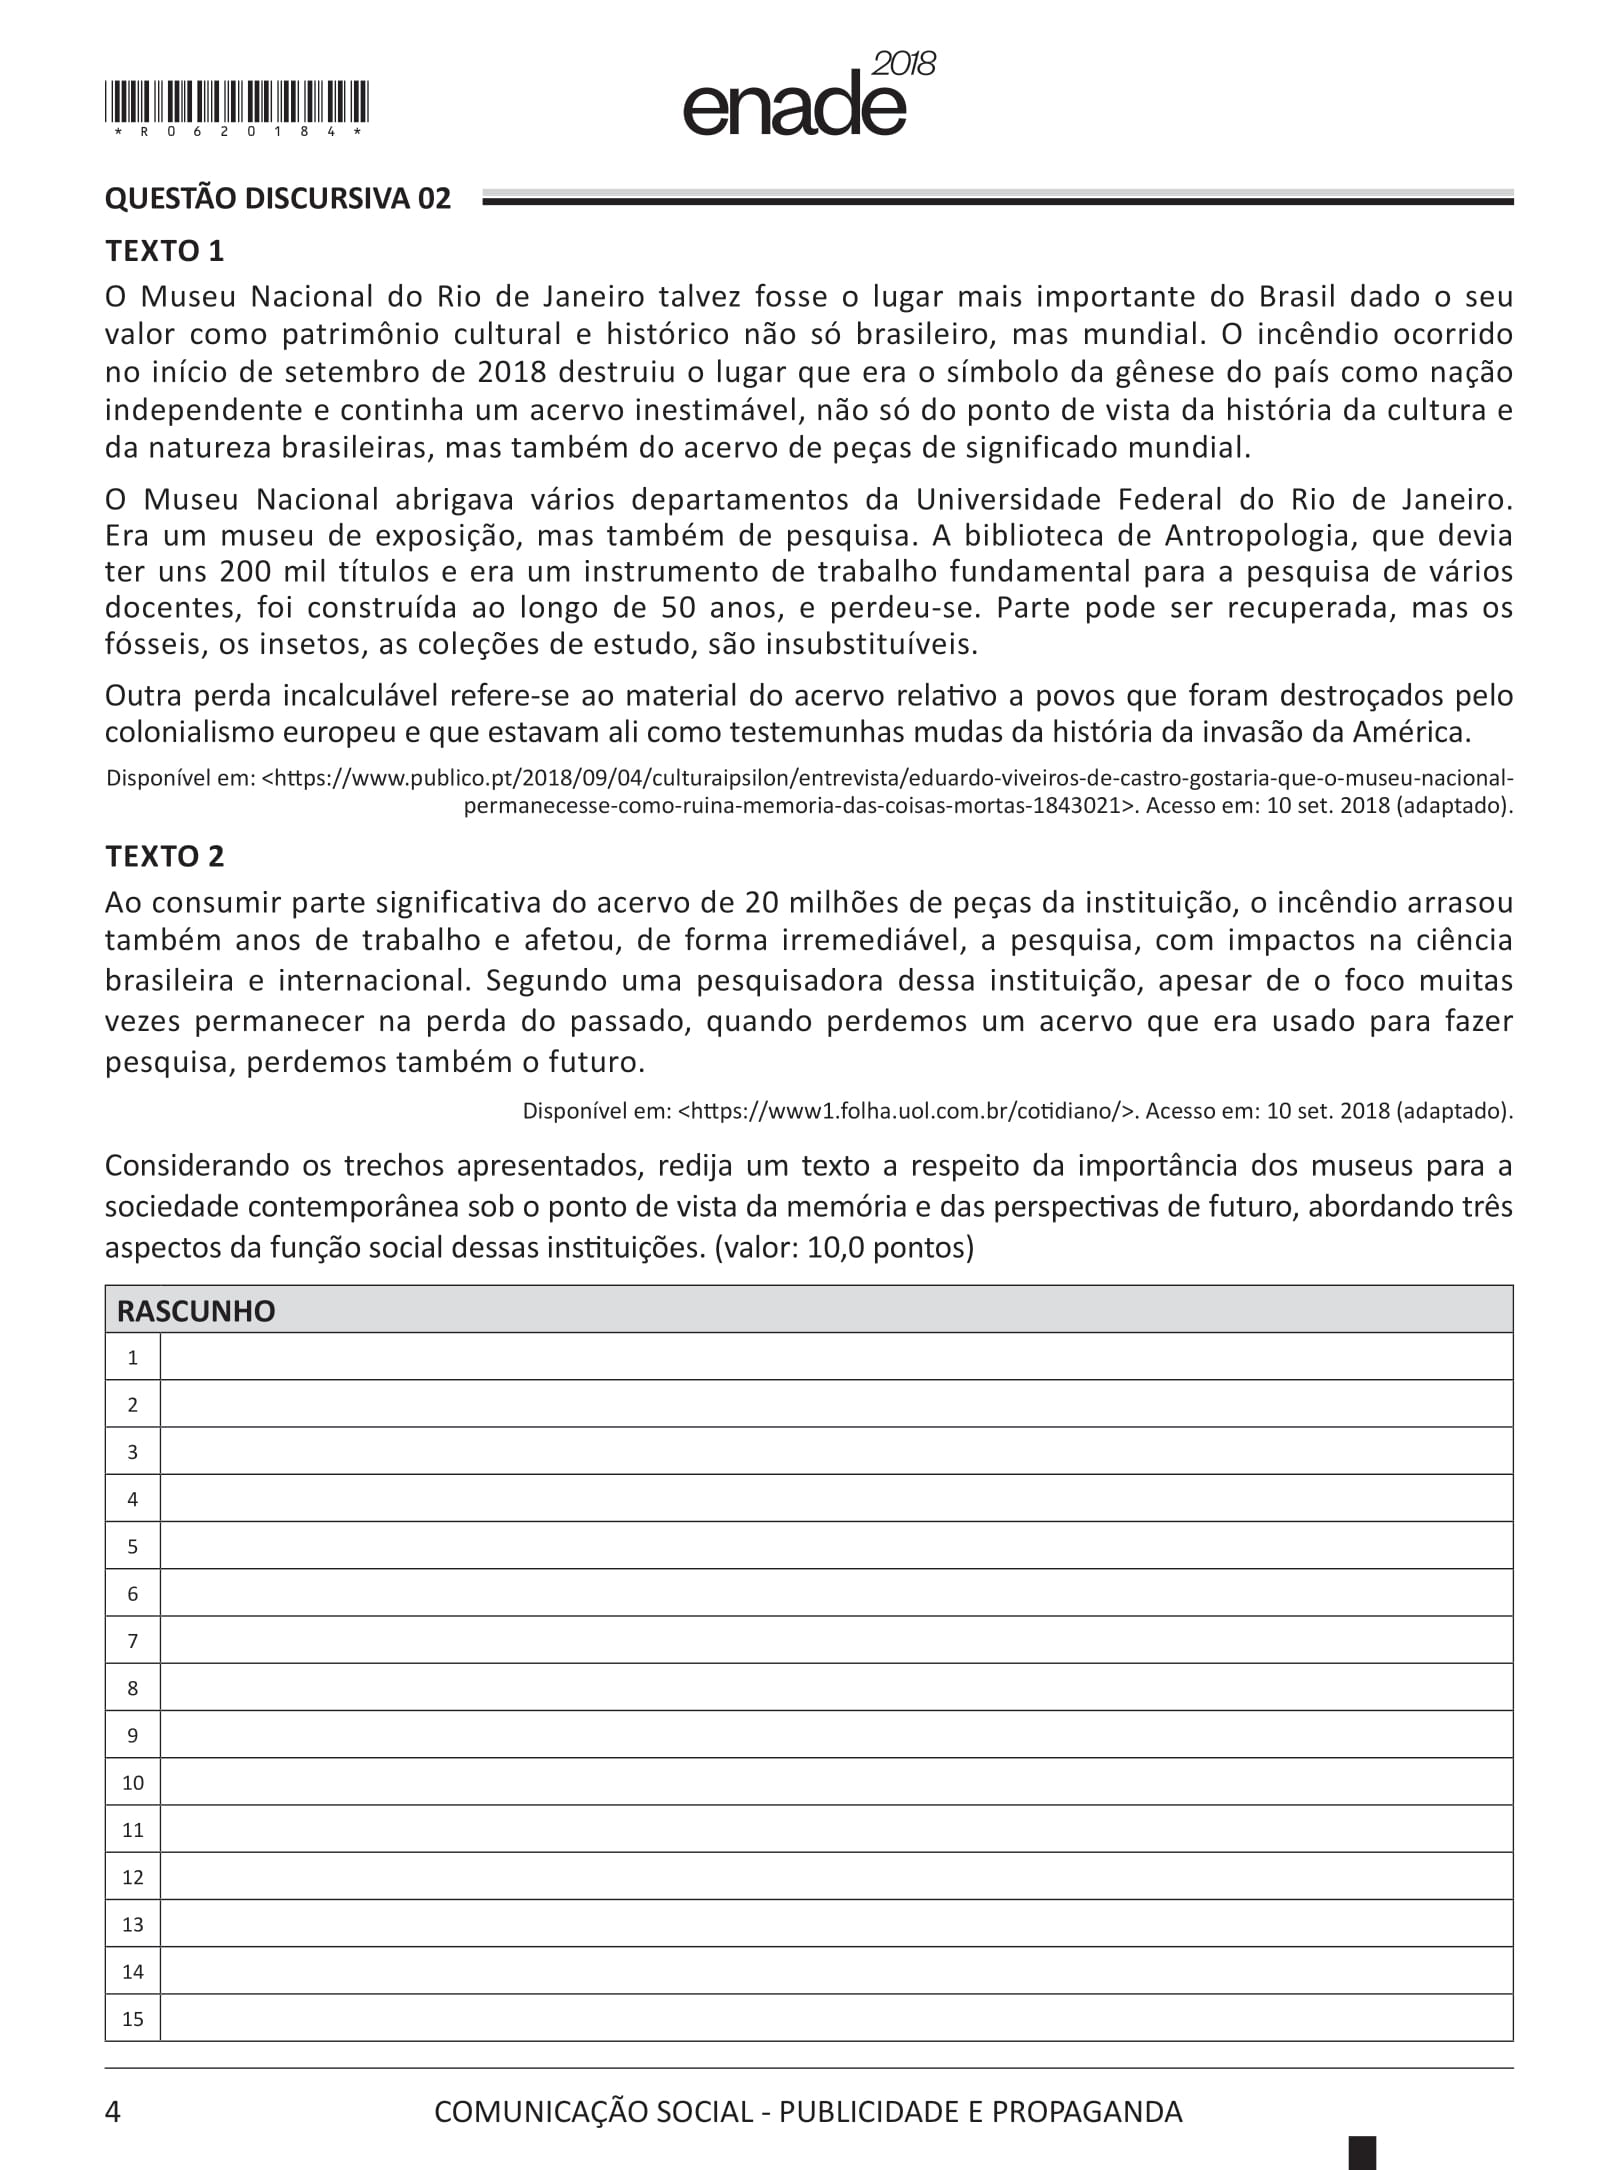 *R0620184*
enade2018
QUESTÃO DISCURSIVA 02
TEXTO 1
O Museu Nacional do Rio de Janeiro talvez fosse o lugar mais importante do Brasil dado o seu
valor como patrimônio cultural e histórico não só brasileiro, mas mundial. O incêndio ocorrido
no início de setembro de 2018 destruiu o lugar que era o símbolo da gênese do país como nação
independente e continha um acervo inestimável, não só do ponto de vista da história da cultura e
da natureza brasileiras, mas também do acervo de peças de significado mundial.
O Museu Nacional abrigava vários departamentos da Universidade Federal do Rio de Janeiro.
Era um museu de exposição, mas também de pesquisa. A biblioteca de Antropologia, que devia
ter uns 200 mil títulos e era um instrumento de trabalho fundamental para a pesquisa de vários
docentes, foi construída ao longo de 50 anos, e perdeu-se. Parte pode ser recuperada, mas os
fósseis, os insetos, as coleções de estudo, são insubstituíveis.
Outra perda incalculável refere-se ao material do acervo relativo a povos que foram destroçados pelo
colonialismo europeu e que estavam ali como testemunhas mudas da história da invasão da América.
Disponível em: <https://www.publico.pt/2018/09/04/culturaipsilon/entrevista/eduardo-viveiros-de-castro-gostaria-que-o-museu-nacional-
permanecesse-como-ruina-memoria-das-coisas-mortas-1843021>. Acesso em: 10 set. 2018 (adaptado).
TEXTO 2
Ao consumir parte significativa do acervo de 20 milhões de peças da instituição, o incêndio arrasou
também anos de trabalho e afetou, de forma irremediável, a pesquisa, com impactos na ciência
brasileira e internacional. Segundo uma pesquisadora dessa instituição, apesar de o foco muitas
vezes permanecer na perda do passado, quando perdemos um acervo que era usado para fazer
pesquisa, perdemos também o futuro.
Disponível em: <https://www1.folha.uol.com.br/cotidiano/>. Acesso em: 10 set. 2018 (adaptado).
Considerando os trechos apresentados, redija um texto a respeito da importância dos museus para a
sociedade contemporânea sob o ponto de vista da memória e das perspectivas de futuro, abordando três
aspectos da função social dessas instituições. (valor: 10,0 pontos)
RASCUNHO
1
2
3
4
5
6
7
8
9
10
11
12
13
14
15
4
COMUNICAÇÃO SOCIAL - PUBLICIDADE E PROPAGANDA